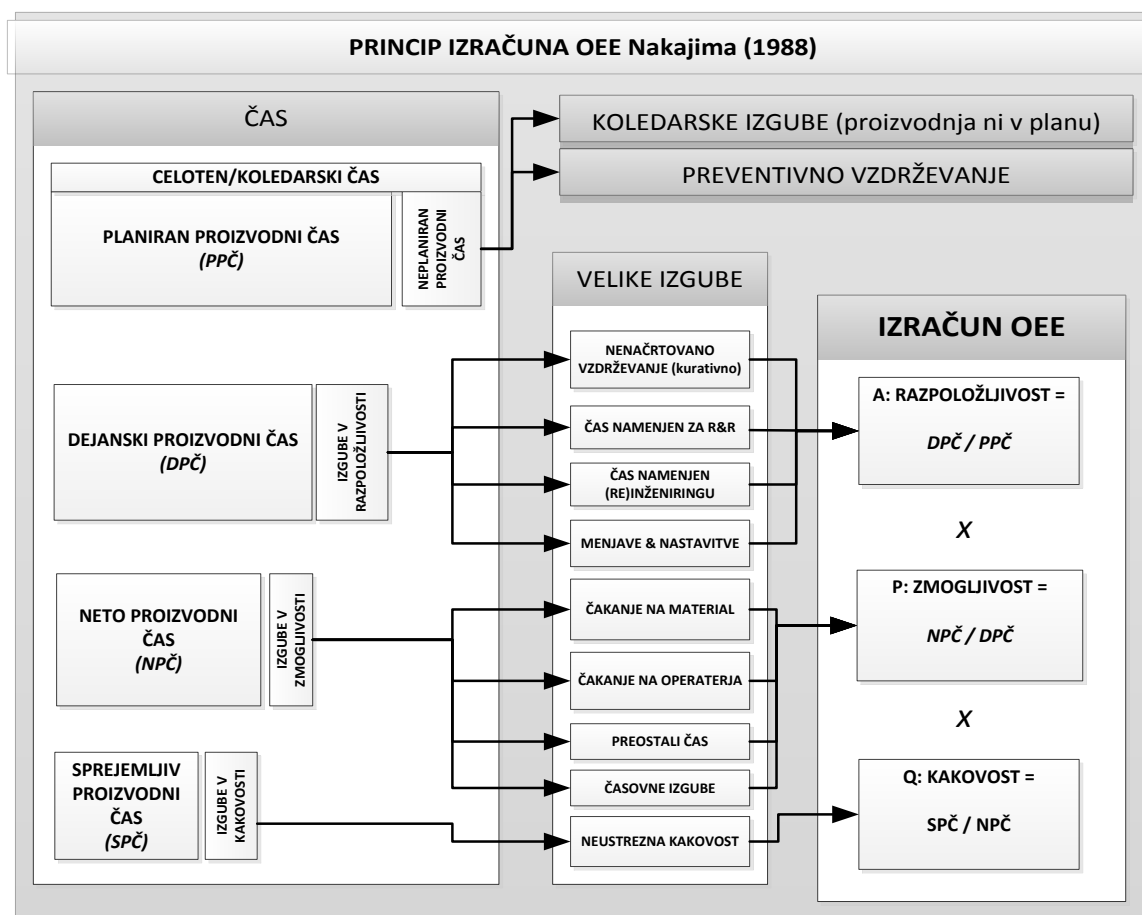 PRINCIP IZRAČUNA OEE Nakajima (1988)
ČAS
CELOTEN/KOLEDARSKI ČAS
PLANIRAN PROIZVODNI ČAS
(PPČ)
NEPLANIRAN
PROIZVODNI
ČAS
KOLEDARSKE IZGUBE (proizvodnja ni v planu)
PREVENTIVNO VZDRŽEVANJE
DEJANSKI PROIZVODNI ČAS
(DPČ)
IZGUBE V
RAZPOLOŽLJIVOSTI
NETO PROIZVODNI
ČAS
(NPČ)
IZGUBE V
ZMOGLJIVOSTI
SPREJEMLJIV
PROIZVODNI
ČAS
(SPČ)
IZGUBE V
KAKOVOSTI
VELIKE IZGUBE
NENAČRTOVANO
VZDRŽEVANJE (kurativno)
ČAS NAMENJEN ZA R&R
ČAS NAMENJEN
(RE)INŽENIRINGU
MENJAVE & NASTAVITVE
ČAKANJE NA MATERIAL
ČAKANJE NA OPERATERJA
PREOSTALI ČAS
ČASOVNE IZGUBE
NEUSTREZNA KAKOVOST
IZRAČUN OEE
A: RAZPOLOŽLJIVOST =
DPČ / PPČ
X
P: ZMOGLJIVOST =
NPČ / DPČ
X
Q: KAKOVOST =
SPČ / NPČ